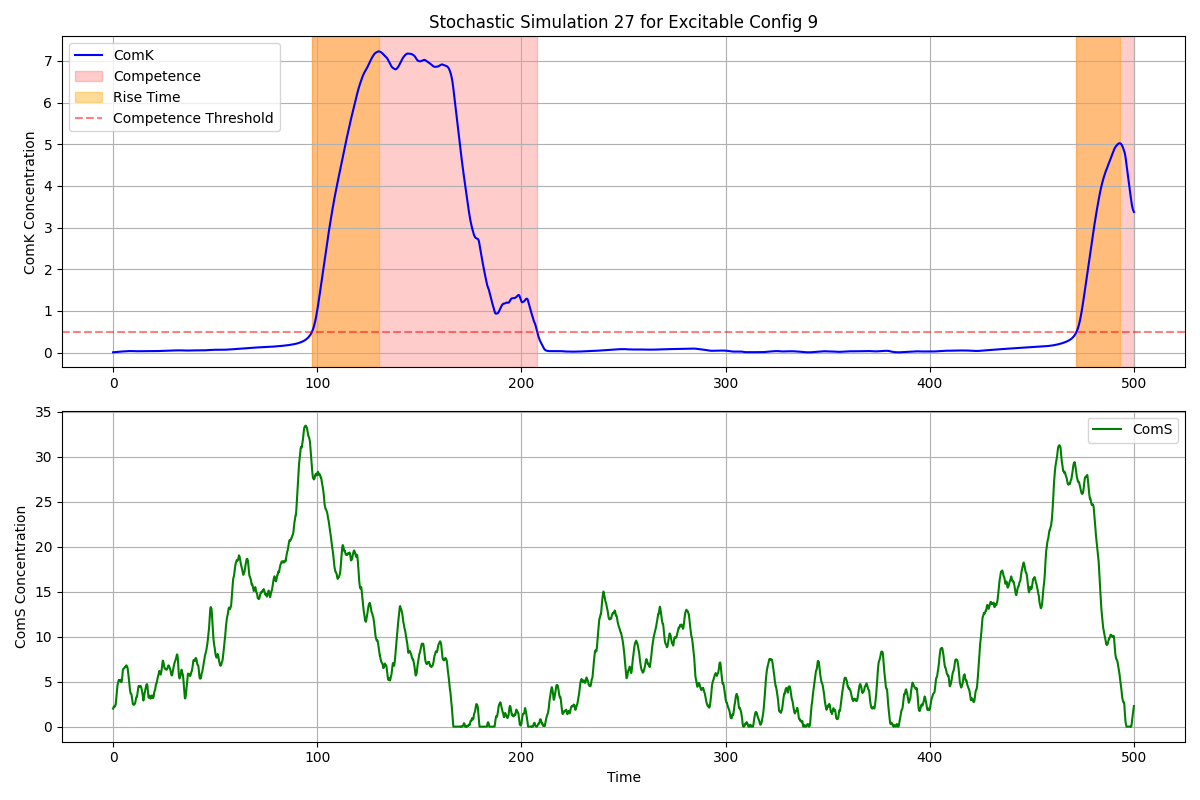 Stochastic Simulation 27 for Excitable Config 9
ComK Concentration
7
6
5
4
3
2
1
0
ComK
Competence
Rise Time
Competence Threshold
0 100 200 300 400 500
ComS Concentration
35
30
25
20
15
10
5
0
ComS
0 100 200 300 400 500
Time